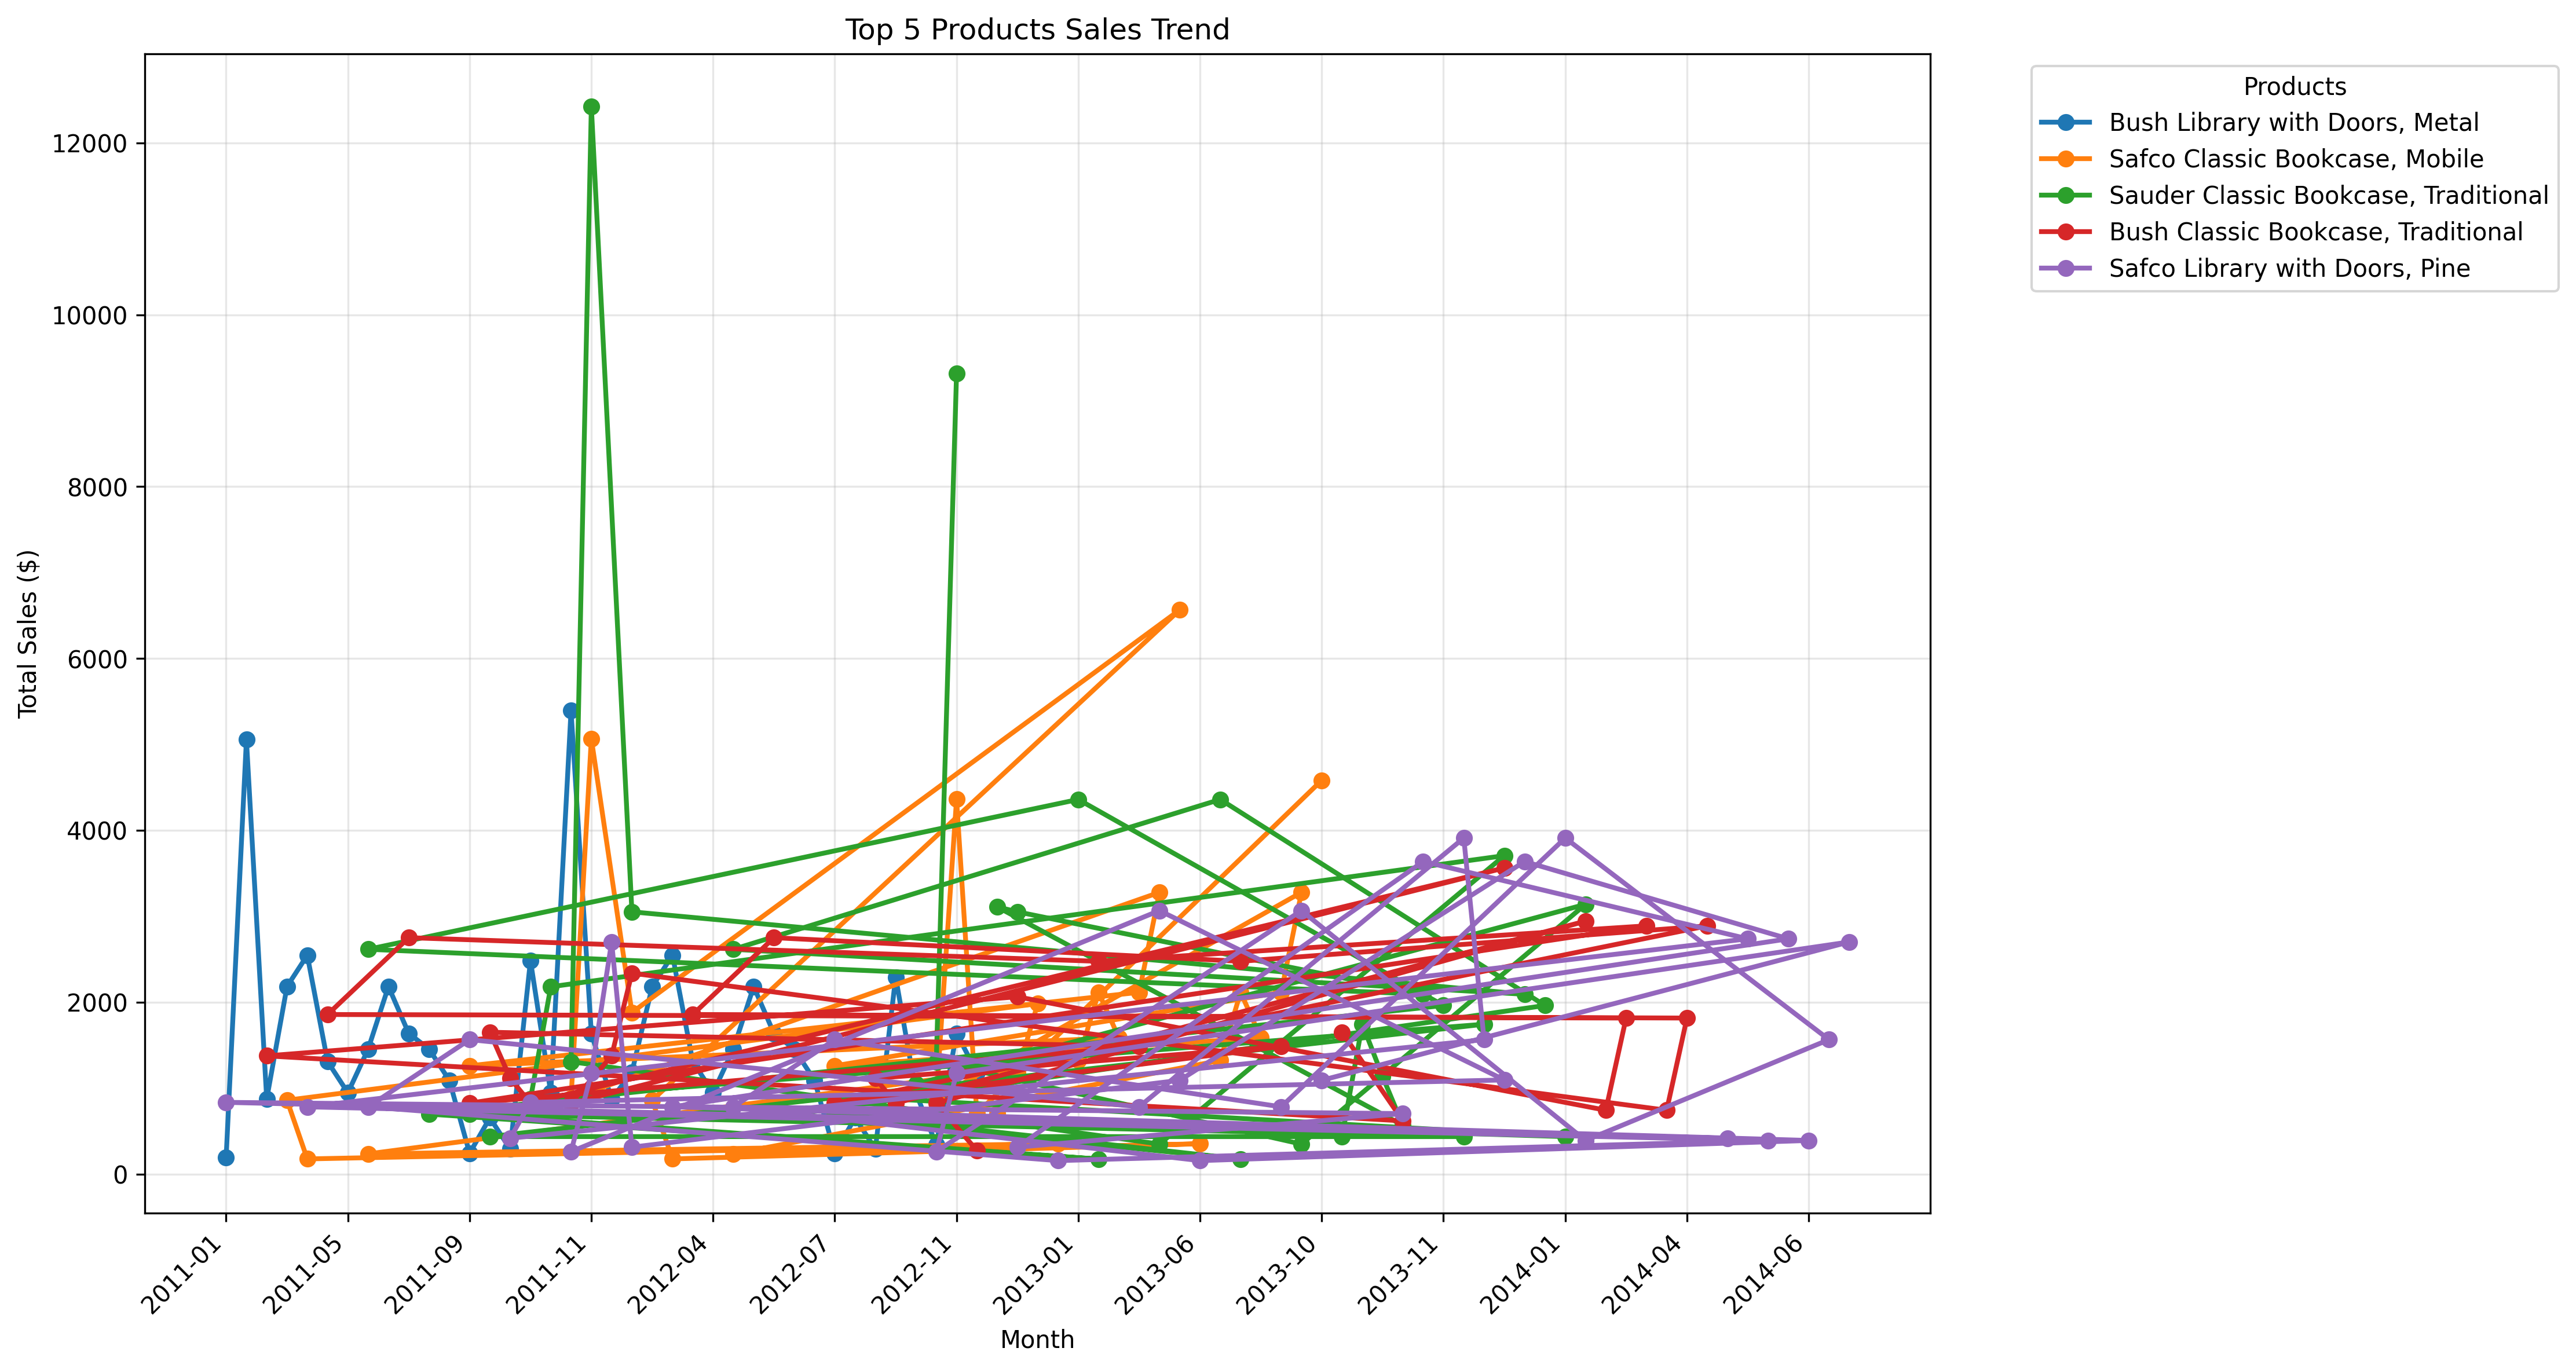 Top 5 Products Sales Trend
Products
Bush Library with Doors, Metal
Safco Classic Bookcase, Mobile
Sauder Classic Bookcase, Traditional
Bush Classic Bookcase, Traditional
Safco Library with Doors, Pine
Total Sales ($)
12000
10000
8000
6000
4000
2000
0
2011-01
2011-05
2011-09
2011-11
2012-04
2012-07
2012-11
2013-01
2013-06
2013-10
2013-11
2014-01
2014-04
2014-06
Month